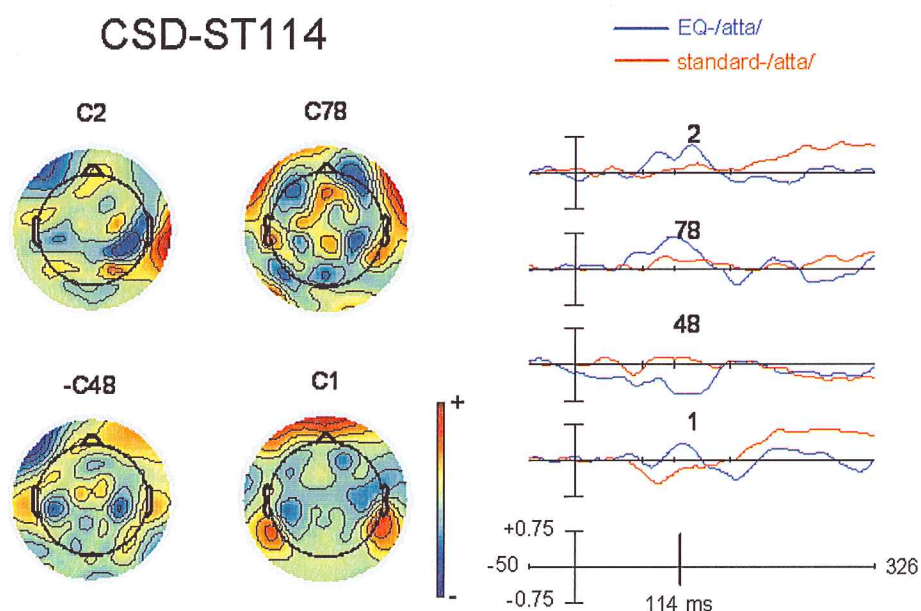 CSD-ST114
EQ-/atta/
standard-/atta/
C2
C78
2
78
48
-C48
C1
1
+
-
+0.75
-50
326
-0.75
114 ms